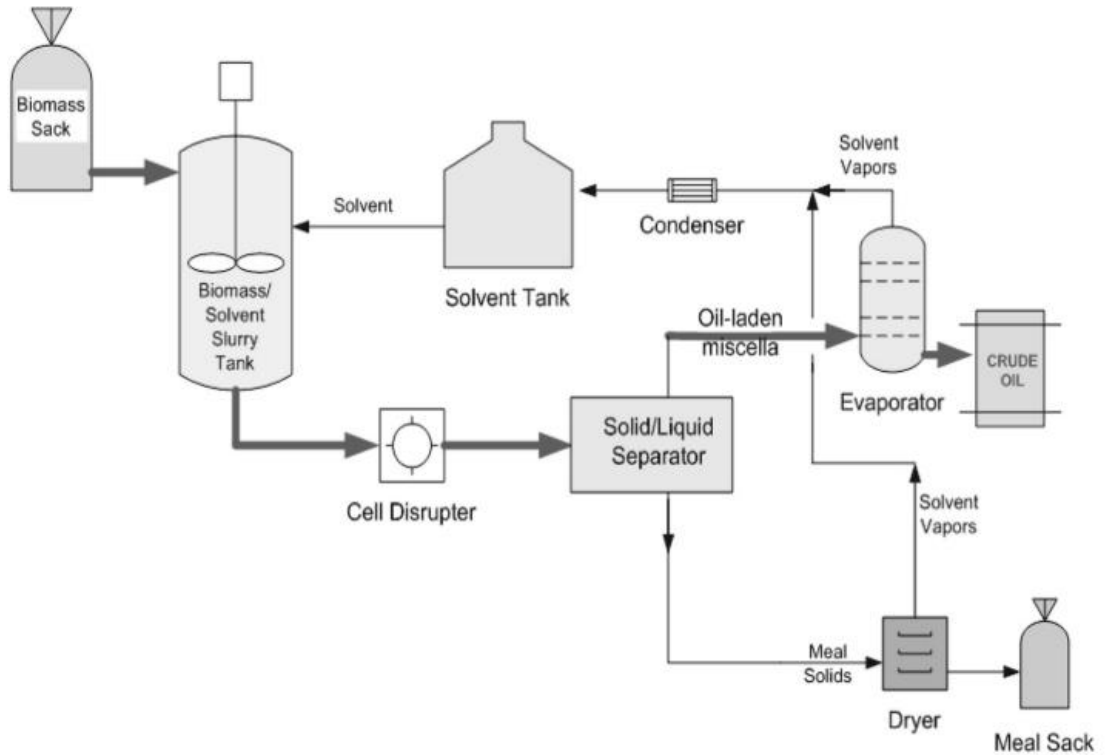 Biomass
Sack
Solvent
Vapors
Solvent
Condenser
Biomass/
Solvent
Slurry
Tank
Solvent Tank
Oil-laden
miscella
CRUDE
OIL
Evaporator
Solid/Liquid
Separator
Cell Disrupter
Solvent
Vapors
Meal
Solids
Dryer
Meal Sack